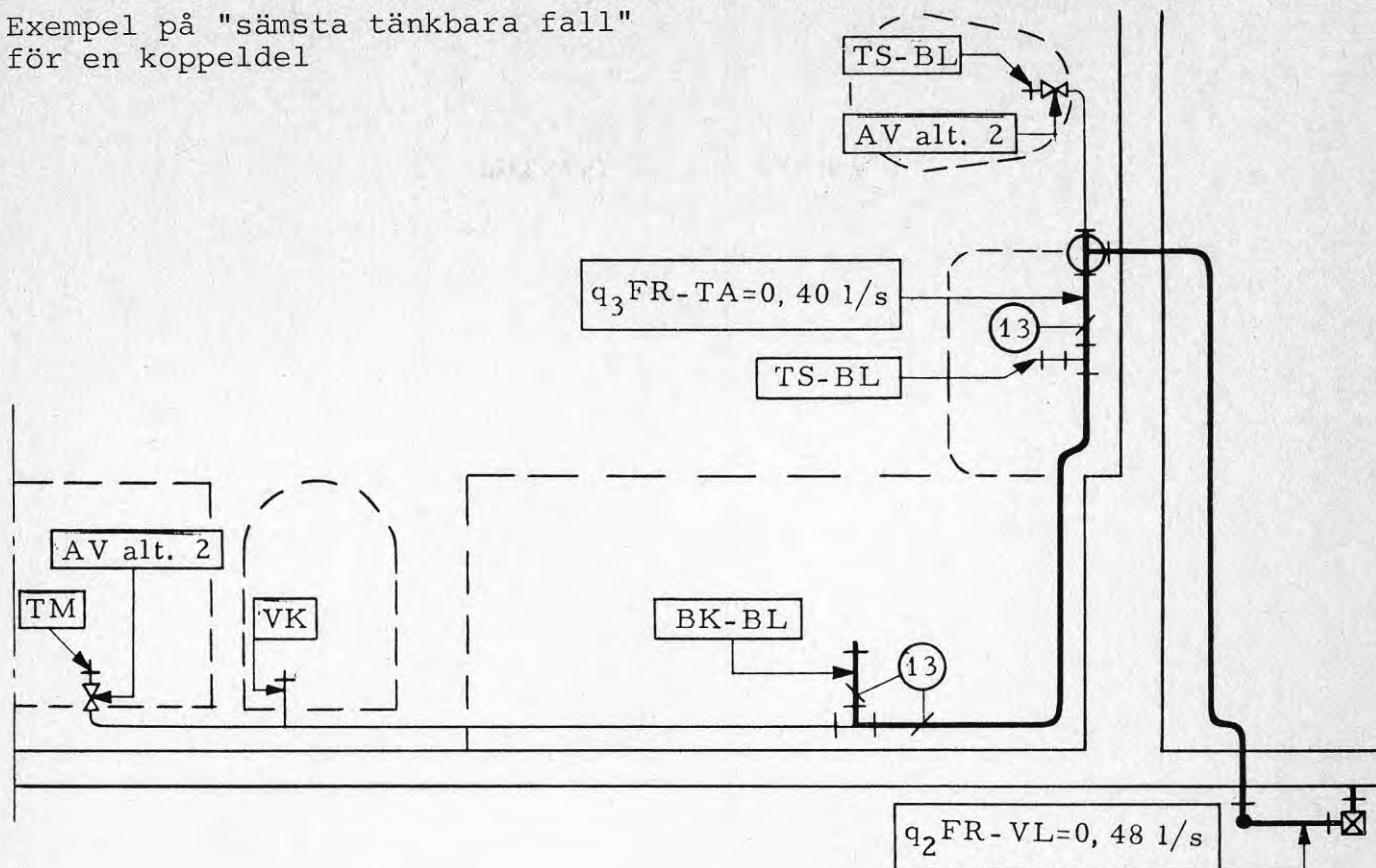 Exempel på "sämsta tänkbara fall"
för en koppeldel
TS-BL
AV alt. 2
q₃FR-TA=0,40 l/s
13
TS-BL
AV alt. 2
TM
VK
BK-BL
13
q₂FR-VL=0,48 l/s